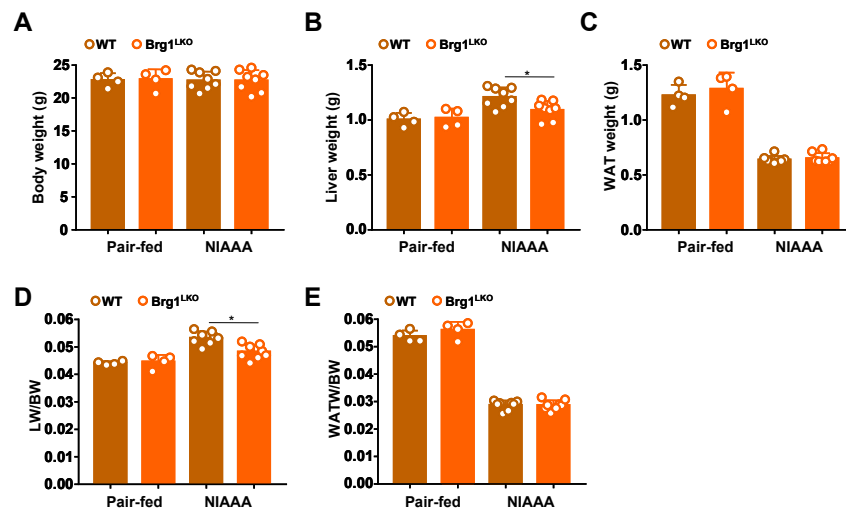 A
WT Brg1LKO
Body weight (g)
25
20
15
10
5
0
Pair-fed NIAAA
B
WT Brg1LKO
Liver weight (g)
1.5
1.0
0.5
0.0
*
Pair-fed NIAAA
C
WT Brg1LKO
WAT weight (g)
1.5
1.0
0.5
0.0
Pair-fed NIAAA
D
WT Brg1LKO
LW/BW
0.06
0.05
0.04
0.03
0.02
0.01
0.00
*
Pair-fed NIAAA
E
WT Brg1LKO
WATW/BW
0.06
0.05
0.04
0.03
0.02
0.01
0.00
Pair-fed NIAAA